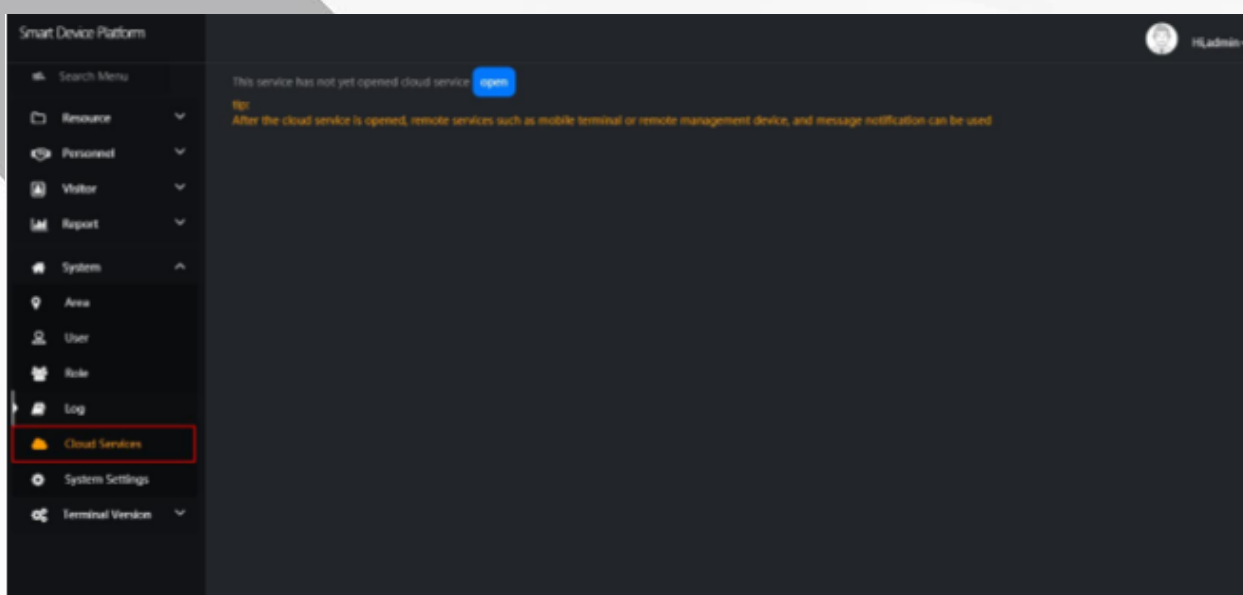 Smart Device Platform
Hi,admin
Search Menu
This service has not yet opened cloud service open
tip:
After the cloud service is opened, remote services such as mobile terminal or remote management device, and message notification can be used
Resource
Personnel
Visitor
Report
System
Area
User
Role
Log
Cloud Services
System Settings
Terminal Version